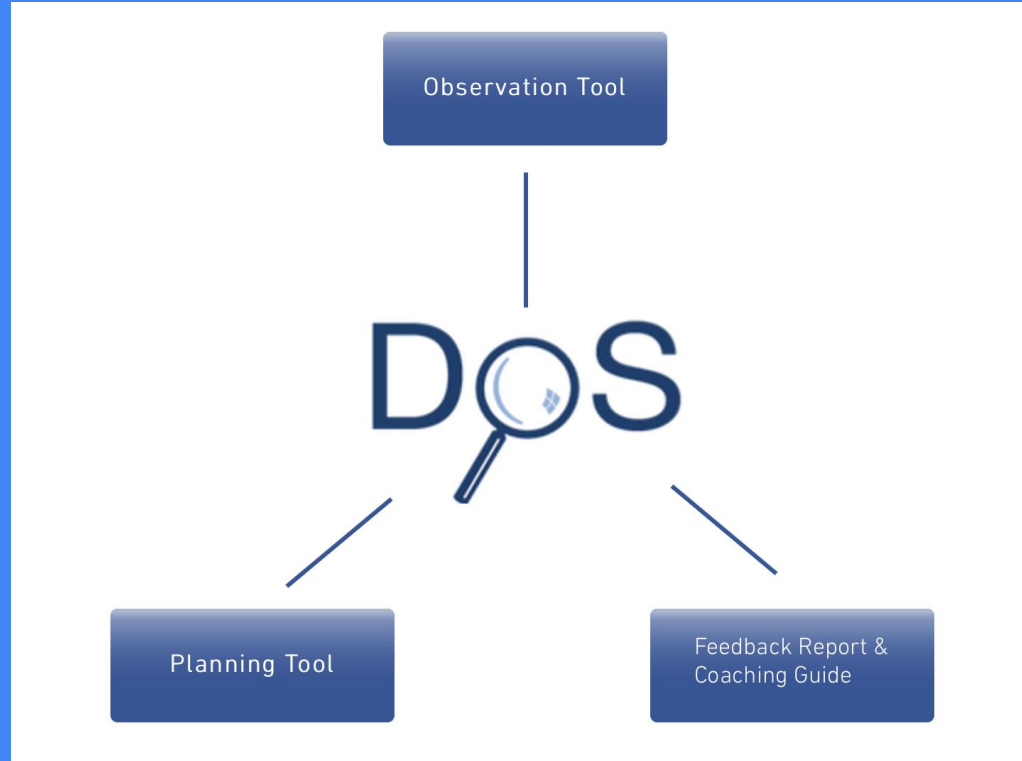 Observation Tool
DoS
Planning Tool
Feedback Report &
Coaching Guide